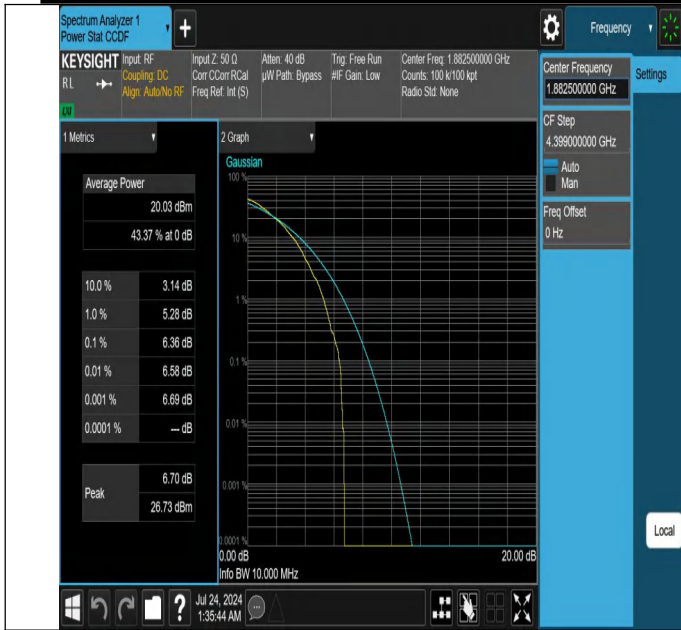 Spectrum Analyzer 1
Power Stat CCDF
Frequency
KEYSIGHT
RL
LXI
Input: RF
Coupling: DC
Align: Auto/No RF
Input Z: 50 Ω
Corr CCorr RCal
Freq Ref: Int (S)
Atten: 40 dB
µW Path: Bypass
Trig: Free Run
#IF Gain: Low
Center Freq: 1.882500000 GHz
Counts: 100 k/100 kpt
Radio Std: None
Center Frequency
1.882500000 GHz
Settings
CF Step
4.399000000 GHz
Auto
Man
Freq Offset
0 Hz
1 Metrics
Average Power
20.03 dBm
43.37 % at 0 dB
10.0 % 3.14 dB
1.0 % 5.28 dB
0.1 % 6.36 dB
0.01 % 6.58 dB
0.001 % 6.69 dB
0.0001 % --- dB
Peak
6.70 dB
26.73 dBm
2 Graph
Gaussian
100 %
10 %
1 %
0.1 %
0.01 %
0.001 %
0.0001 %
0.00 dB 20.00 dB
Info BW 10.000 MHz
Local
?
Jul 24, 2024
1:35:44 AM